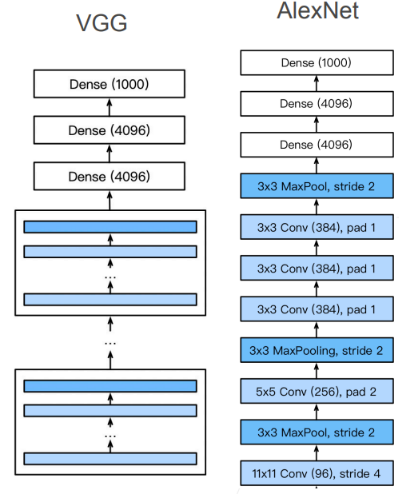 VGG
Dense (1000)
Dense (4096)
Dense (4096)
...
...
...
AlexNet
Dense (1000)
Dense (4096)
Dense (4096)
3x3 MaxPool, stride 2
3x3 Conv (384), pad 1
3x3 Conv (384), pad 1
3x3 Conv (384), pad 1
3x3 MaxPooling, stride 2
5x5 Conv (256), pad 2
3x3 MaxPool, stride 2
11x11 Conv (96), stride 4